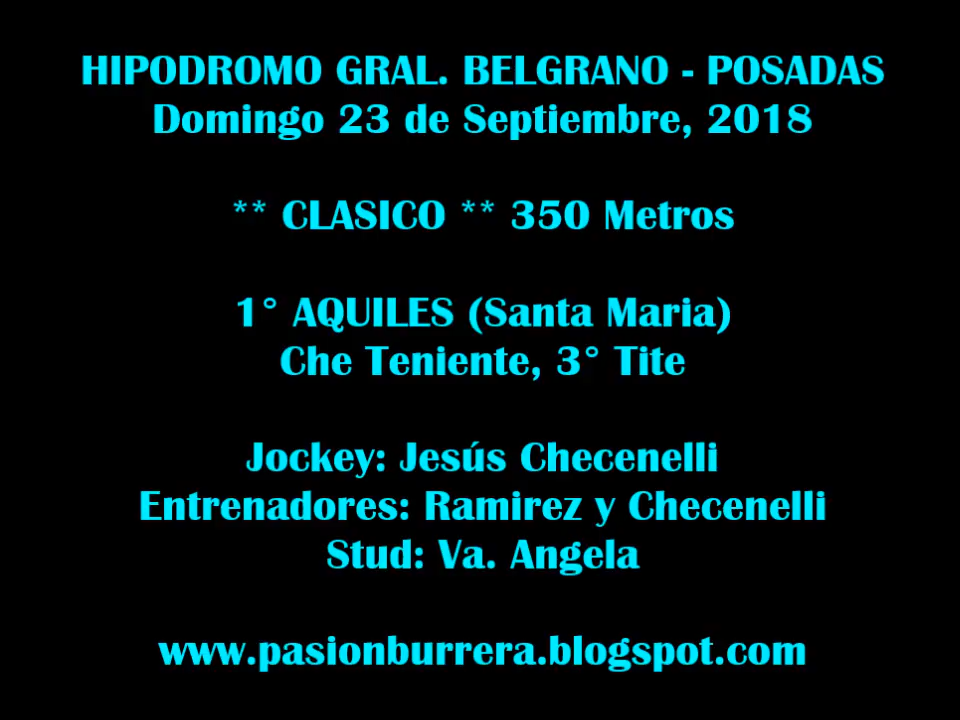 HIPODROMO GRAL. BELGRANO - POSADAS
Domingo 23 de Septiembre, 2018
** CLASICO ** 350 Metros
1° AQUILES (Santa Maria)
Che Teniente, 3° Tite
Jockey: Jesús Checenelli
Entrenadores: Ramirez y Checenelli
Stud: Va. Angela
www.pasionburrera.blogspot.com